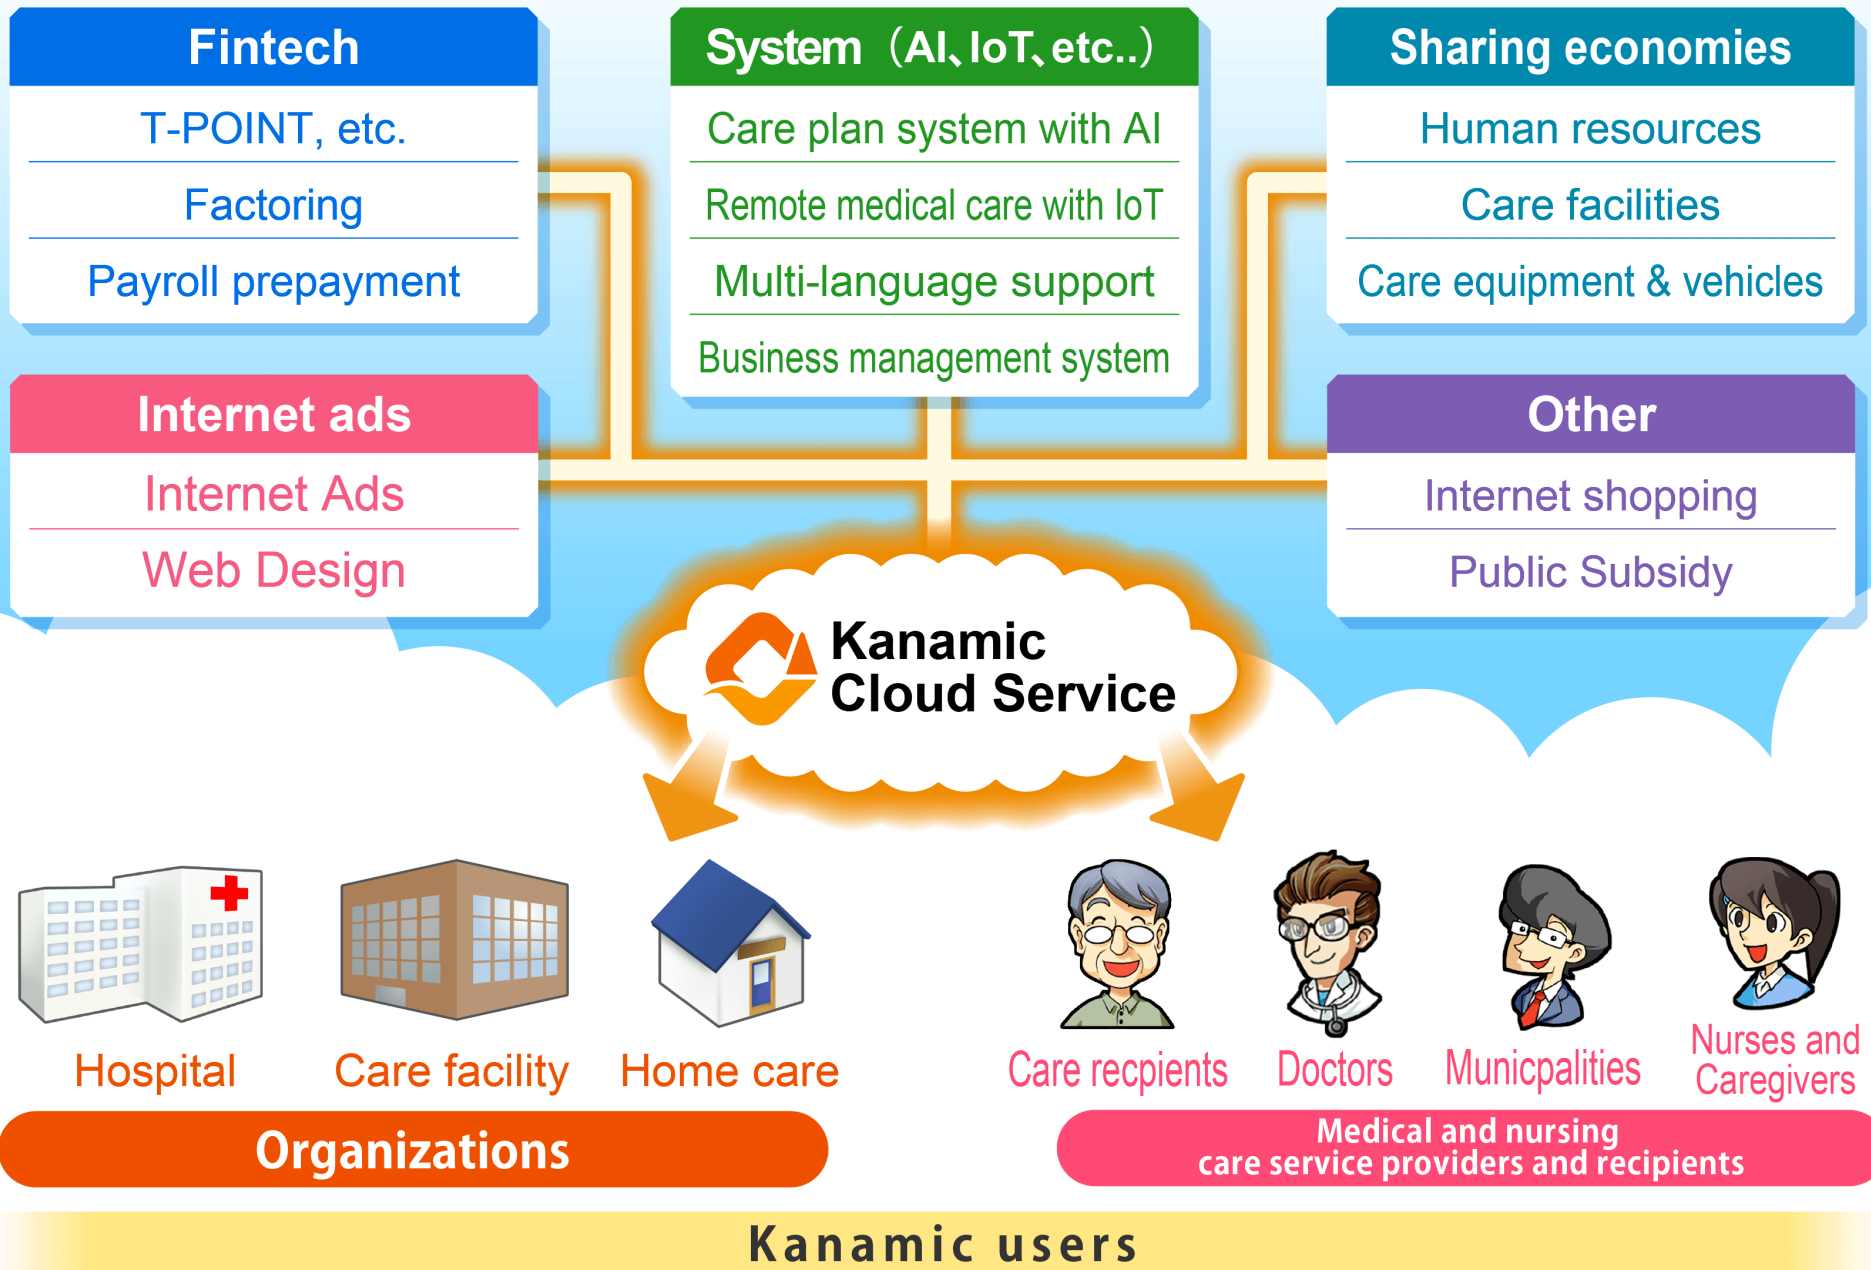 Fintech
T-POINT, etc.
Factoring
Payroll prepayment
System（AI、IoT、etc..）
Care plan system with AI
Remote medical care with IoT
Multi-language support
Business management system
Sharing economies
Human resources
Care facilities
Care equipment & vehicles
Internet ads
Internet Ads
Web Design
Other
Internet shopping
Public Subsidy
Kanamic
Cloud Service
Hospital
Care facility
Home care
Organizations
Care recpients
Doctors
Municpalities
Nurses and
Caregivers
Medical and nursing
care service providers and recipients
Kanamic users